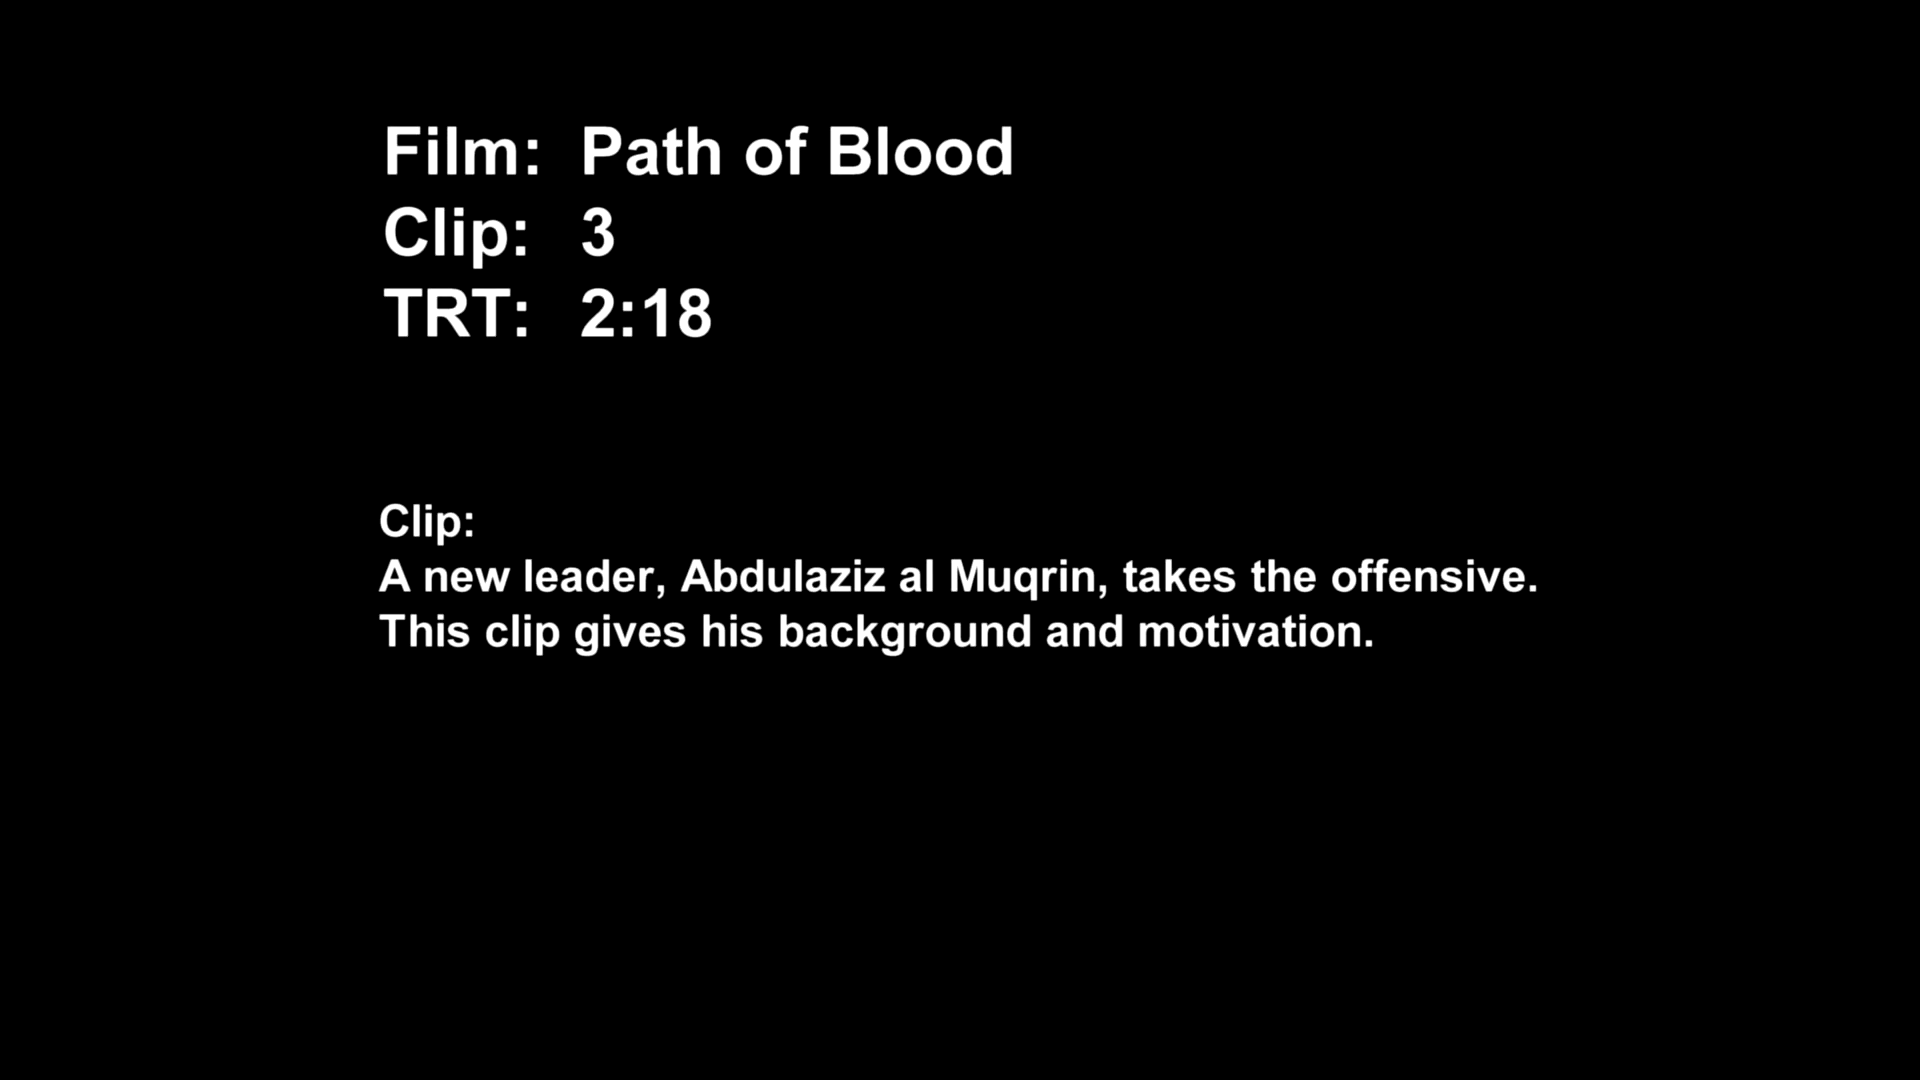 Film: Path of Blood
Clip: 3
TRT: 2:18
Clip:
A new leader, Abdulaziz al Muqrin, takes the offensive.
This clip gives his background and motivation.